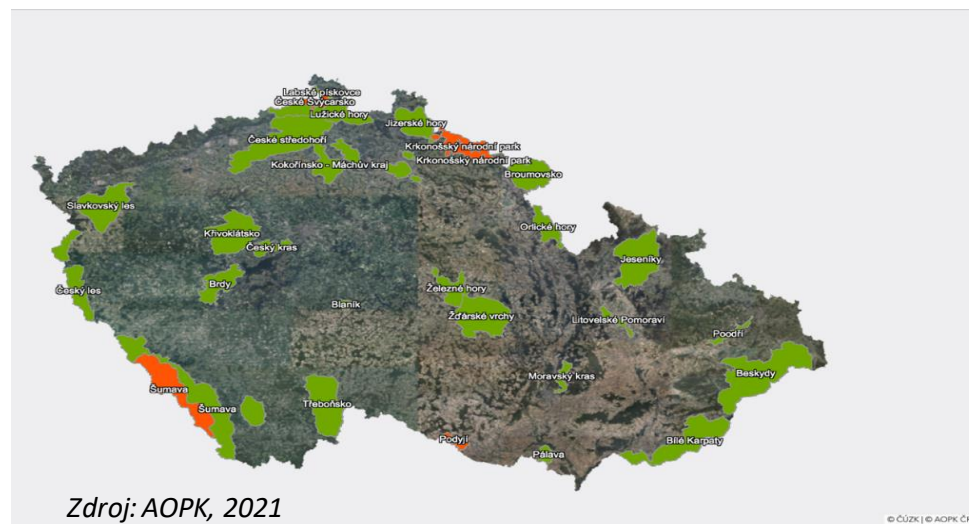 Labské pískovce
České Švýcarsko
Lužické hory
Jizerské hory
České středohoří
Krkonošský národní park
Kokořínsko - Máchův kraj
Krkonošský národní park
Broumovsko
Slavkovský les
Orlické hory
Křivoklátsko
Český kras
Jeseníky
Brdy
Železné hory
Český les
Blaník
Žďárské vrchy
Litovelské Pomoraví
Poodří
Beskydy
Moravský kras
Šumava
Šumava
Třeboňsko
Podyjí
Bílé Karpaty
Pálava
Zdroj: AOPK, 2021
© ČÚZK | © AOPK Č